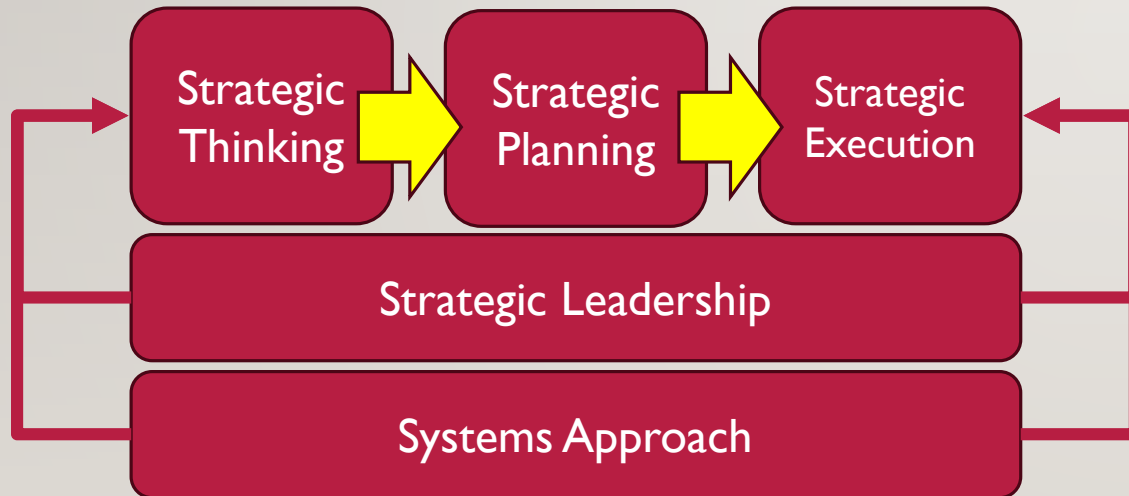 Strategic
Thinking
Strategic
Planning
Strategic
Execution
Strategic Leadership
Systems Approach